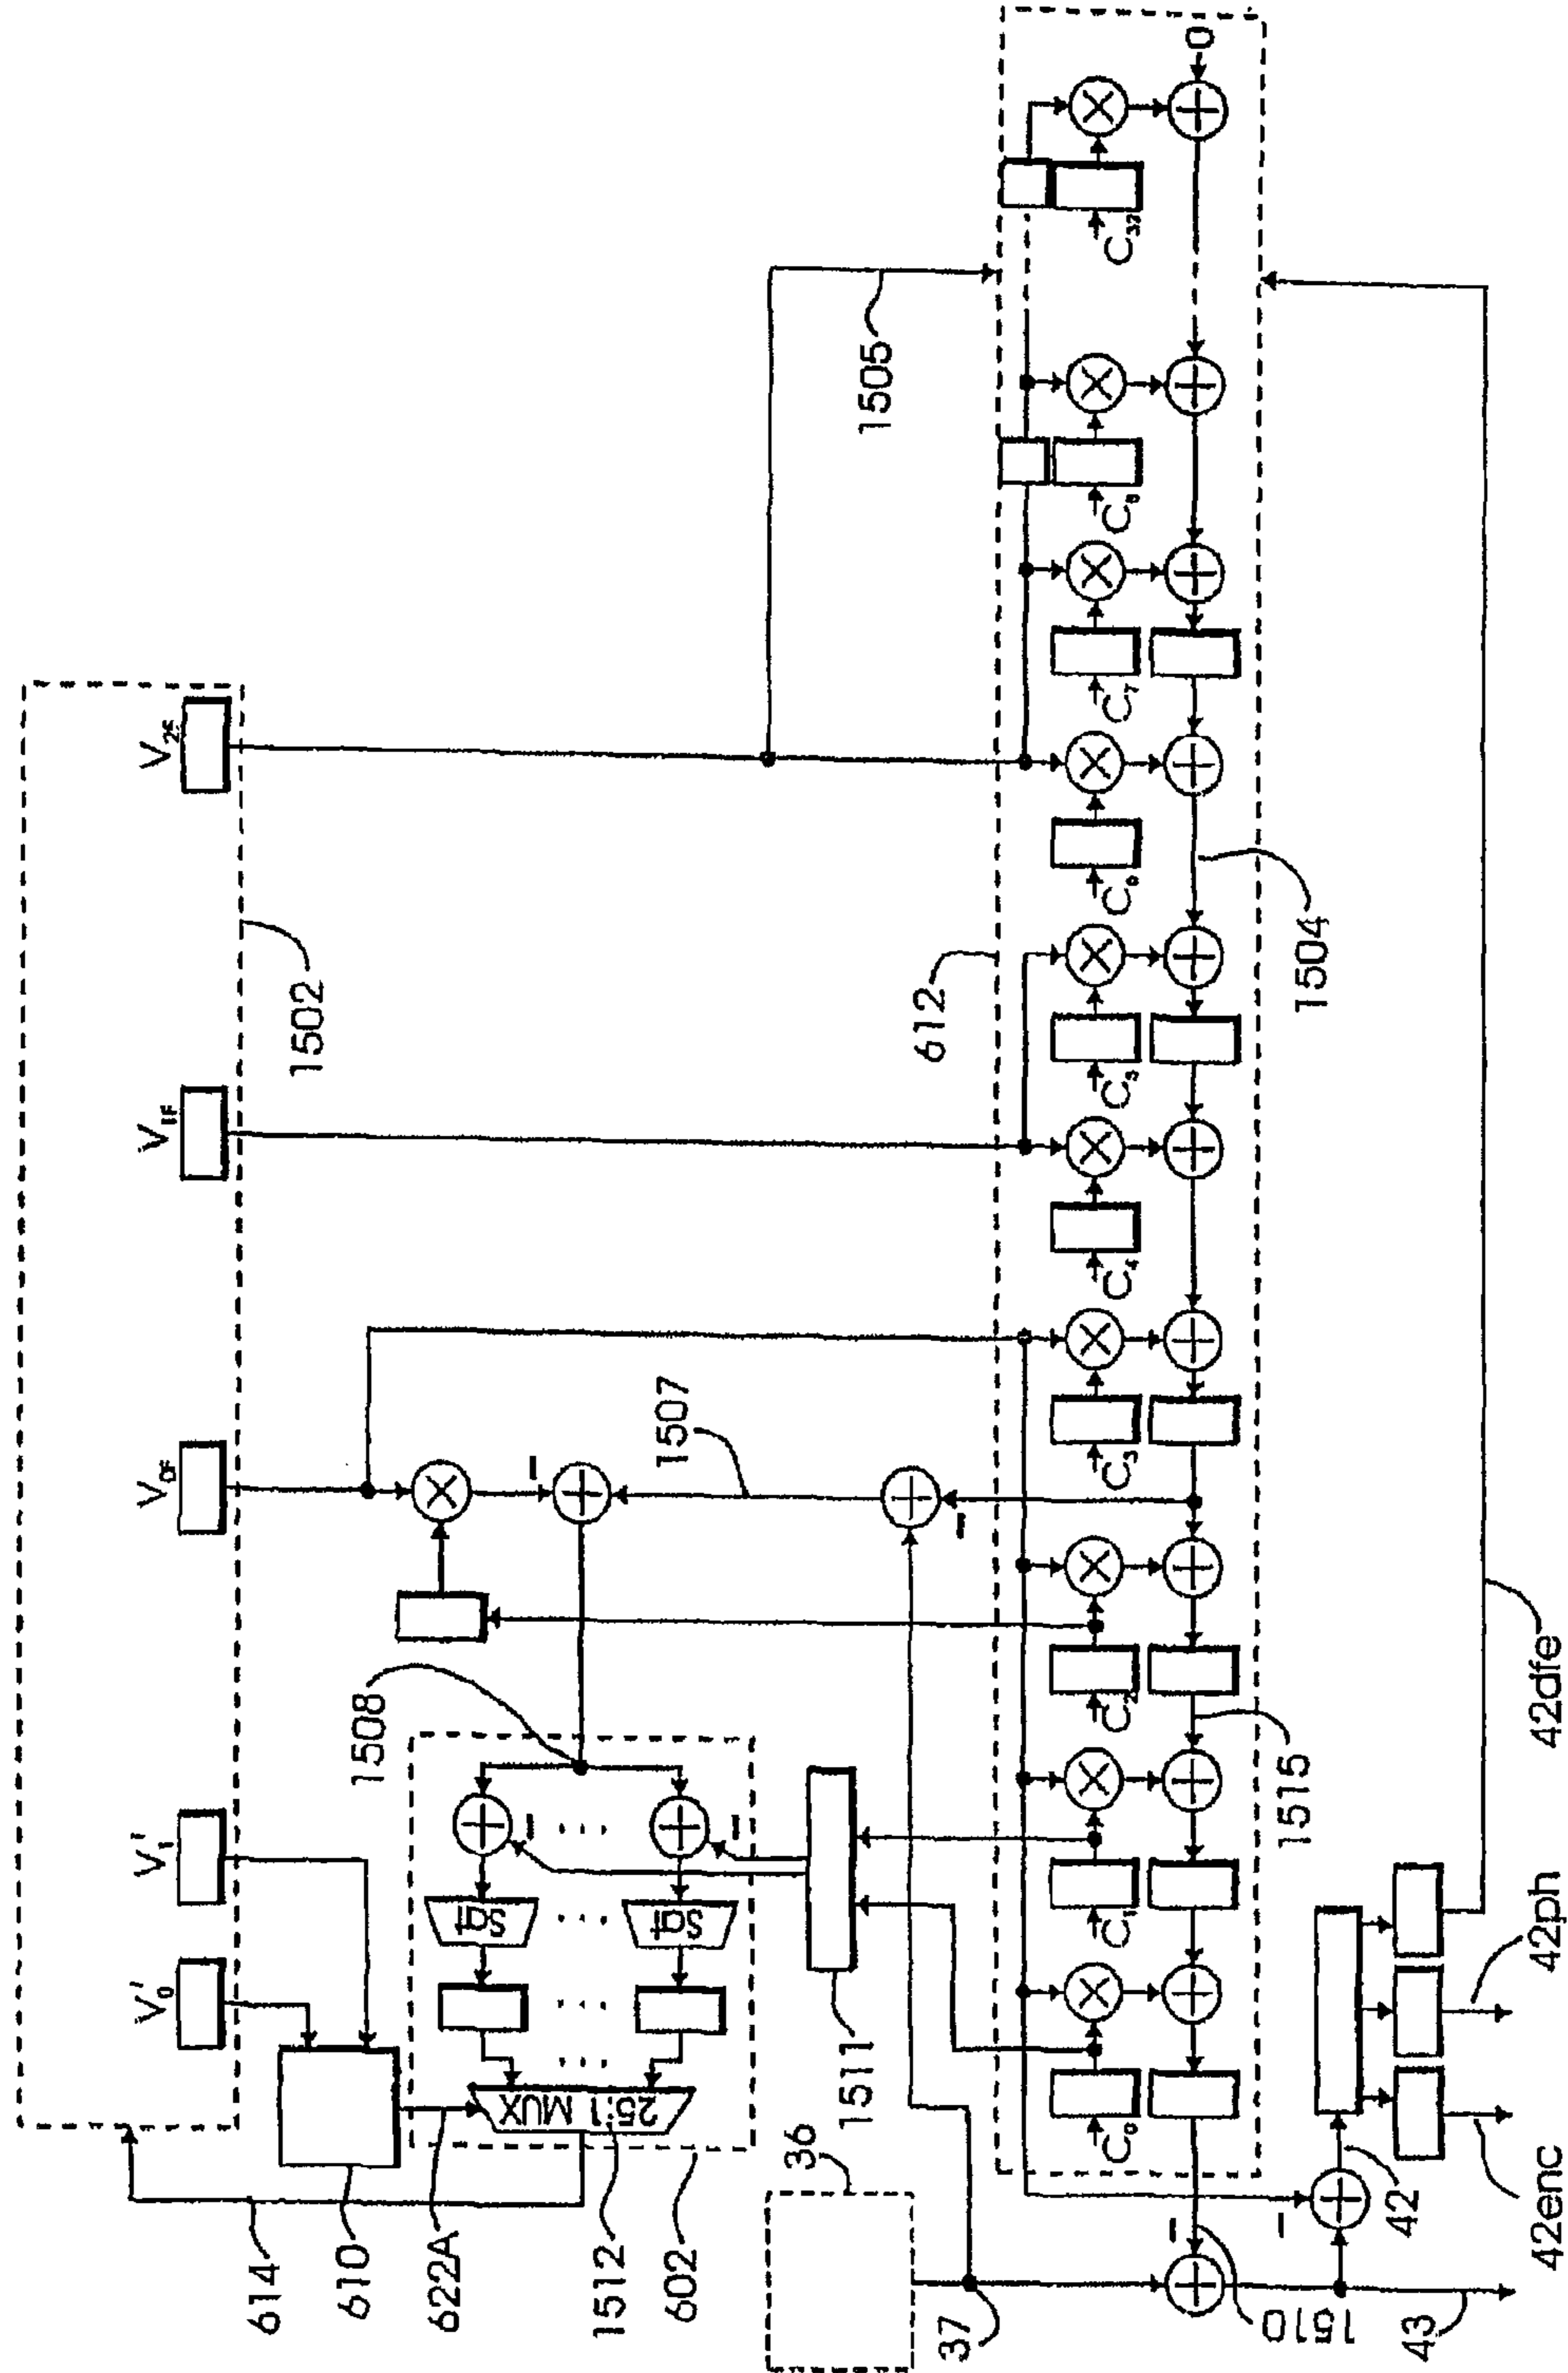 V₀'
V₁'
V₀F
V₁F
V₂F
1502
614
610
622A
1512
602
25:1 MUX
Sqt
Sqt
1508
1507
1505
1511
36
37
612
C₀
C₁
C₂
C₃
C₄
C₅
C₆
C₇
C₈
C₃₂
0
1504
1515
1510
42
43
42enc
42ph
42dfe